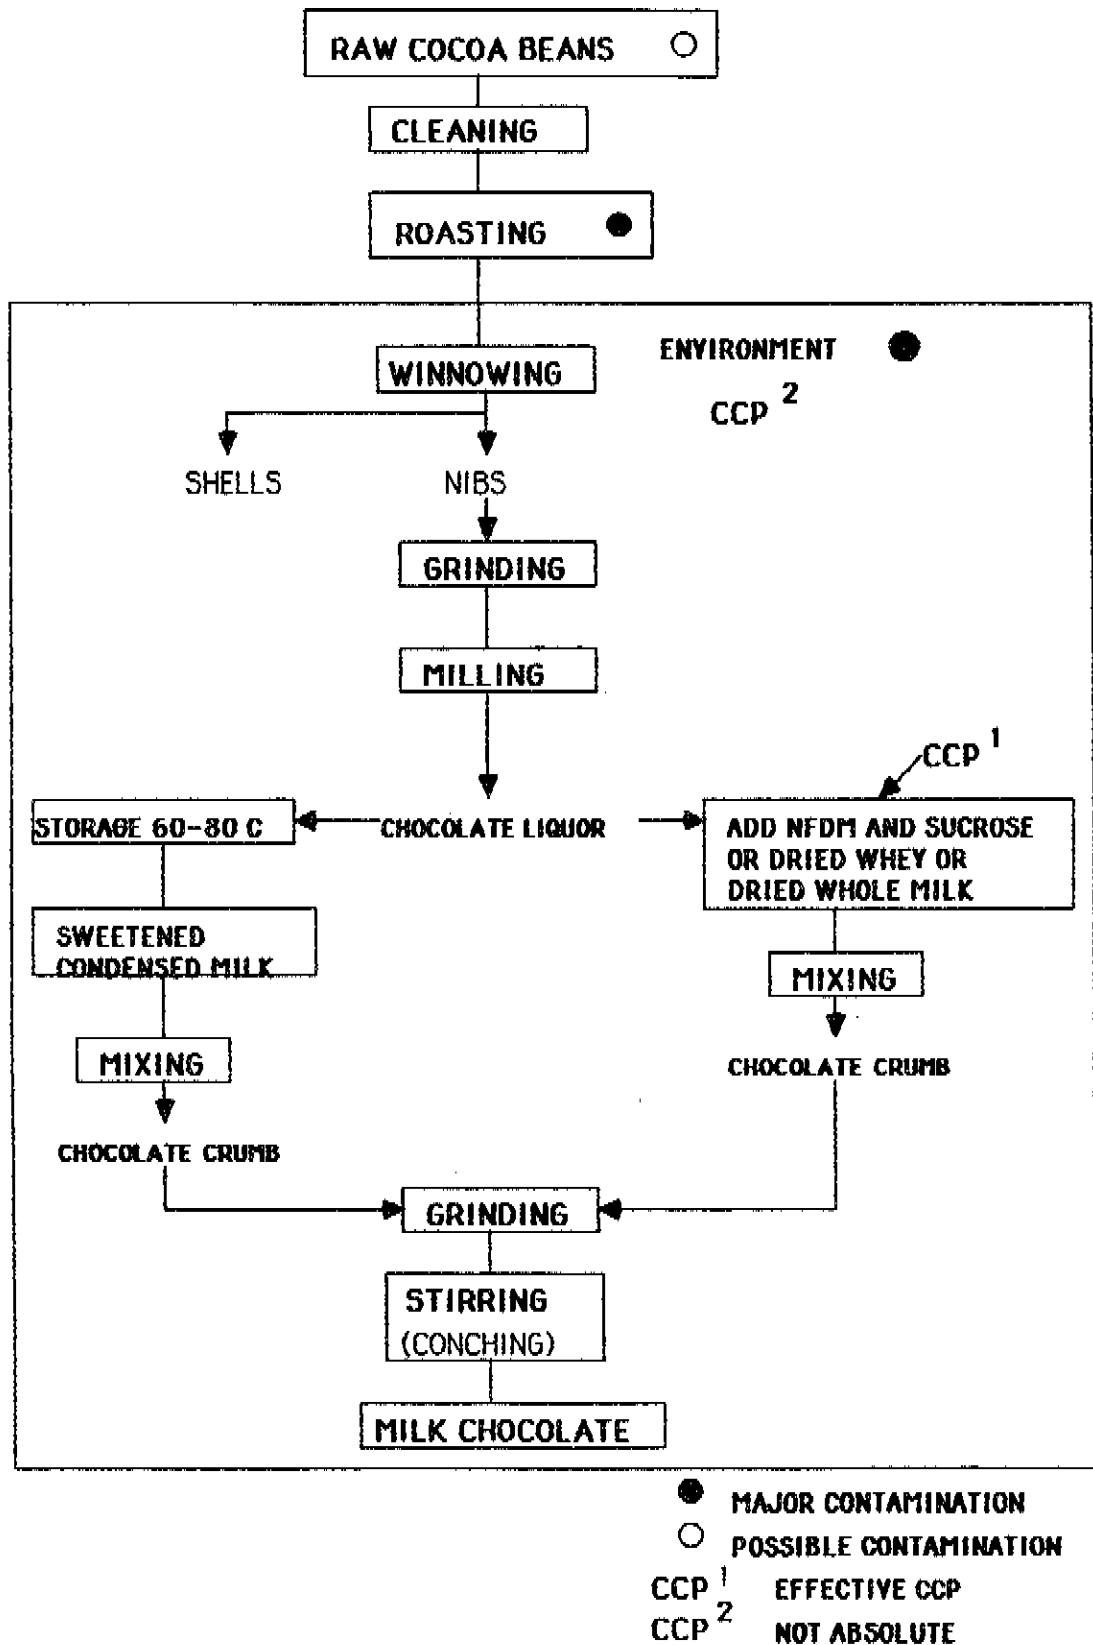 RAW COCOA BEANS
CLEANING
ROASTING
WINNOWING
ENVIRONMENT
CCP 2
SHELLS
NIBS
GRINDING
MILLING
CCP 1
STORAGE 60-80 C
CHOCOLATE LIQUOR
ADD NFDM AND SUCROSE
OR DRIED WHEY OR
DRIED WHOLE MILK
SWEETENED
CONDENSED MILK
MIXING
MIXING
CHOCOLATE CRUMB
CHOCOLATE CRUMB
GRINDING
STIRRING
(CONCHING)
MILK CHOCOLATE
MAJOR CONTAMINATION
POSSIBLE CONTAMINATION
CCP 1 EFFECTIVE CCP
CCP 2 NOT ABSOLUTE